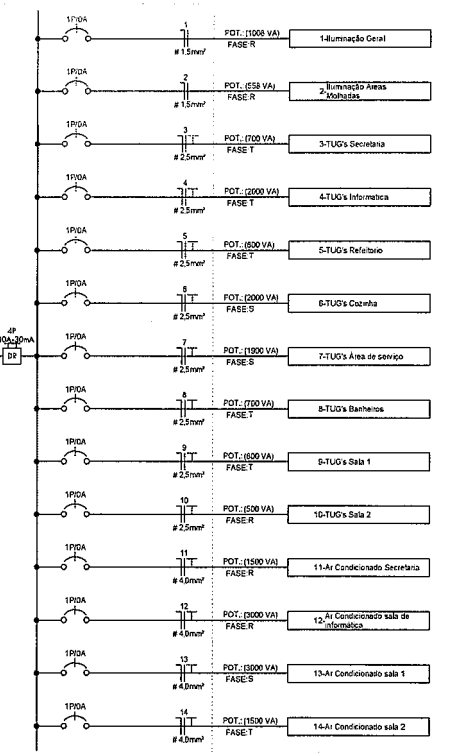 1P/0A
1
# 1,5mm²
POT.: (1008 VA)
FASE:R
1-Iluminação Geral
1P/0A
2
# 1,5mm²
POT.: (558 VA)
FASE:R
2-Iluminação Áreas
Molhadas
1P/0A
3
# 2,5mm²
POT.: (700 VA)
FASE:T
3-TUG's Secretaria
1P/0A
4
# 2,5mm²
POT.: (2000 VA)
FASE:T
4-TUG's Informatica
1P/0A
5
# 2,5mm²
POT.: (600 VA)
FASE:T
5-TUG's Refeitorio
1P/0A
6
# 2,5mm²
POT.: (2000 VA)
FASE:S
6-TUG's Cozinha
4P
0A-30mA
DR
1P/0A
7
# 2,5mm²
POT.: (1900 VA)
FASE:S
7-TUG's Área de serviço
1P/0A
8
# 2,5mm²
POT.: (700 VA)
FASE:T
8-TUG's Banheiros
1P/0A
9
# 2,5mm²
POT.: (600 VA)
FASE:T
9-TUG's Sala 1
1P/0A
10
# 2,5mm²
POT.: (500 VA)
FASE:R
10-TUG's Sala 2
1P/0A
11
# 4,0mm²
POT.: (1500 VA)
FASE:R
11-Ar Condicionado Secretaria
1P/0A
12
# 4,0mm²
POT.: (3000 VA)
FASE:R
12-Ar Condicionado sala de
informática
1P/0A
13
# 4,0mm²
POT.: (3000 VA)
FASE:S
13-Ar Condicionado sala 1
1P/0A
14
# 4,0mm²
POT.: (1500 VA)
FASE:T
14-Ar Condicionado sala 2